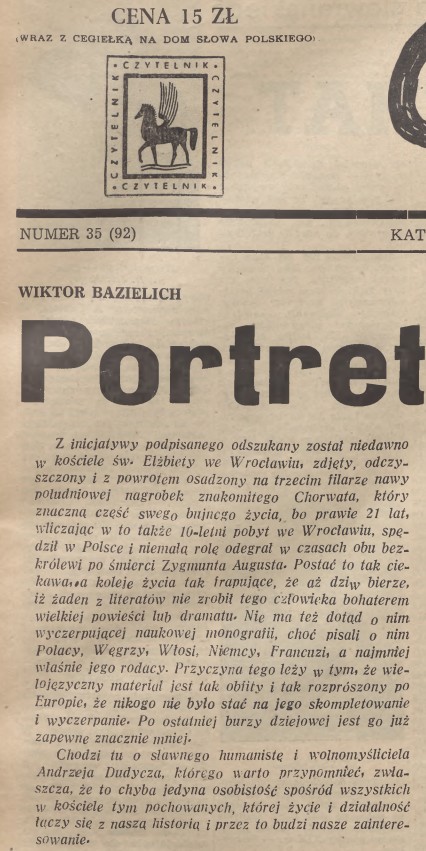 CENA 15 ZŁ
(WRAZ Z CEGIEŁKĄ NA DOM SŁOWA POLSKIEGO)
• CZYTELNIK •
CZYTELNIK
CZYTELNIK
• CZYTELNIK •
NUMER 35 (92)
KAT
WIKTOR BAZIELICH
Portret
Z inicjatywy podpisanego odszukany został niedawno
w kościele św. Elżbiety we Wrocławiu, zdjęty, oczy-
szczony i z powrotem osadzony na trzecim filarze nawy
południowej nagrobek znakomitego Chorwata, który
znaczną część swego bujnego życia, bo prawie 21 lat,
wliczając w to także 10-letni pobyt we Wrocławiu, spę-
dził w Polsce i niemałą rolę odegrał w czasach obu bez-
królewi po śmierci Zygmunta Augusta. Postać to tak cie-
kawa, a koleje życia tak frapujące, że aż dziw bierze,
iż żaden z literatów nie zrobił tego człowieka bohaterem
wielkiej powieści lub dramatu. Nie ma też dotąd o nim
wyczerpującej naukowej monografii, choć pisali o nim
Polacy, Węgrzy, Włosi, Niemcy, Francuzi, a najmniej
właśnie jego rodacy. Przyczyna tego leży w tym, że wie-
lojęzyczny materiał jest tak obfity i tak rozprószony po
Europie, że nikogo nie było stać na jego skompletowanie
i wyczerpanie. Po ostatniej burzy dziejowej jest go już
zapewnę znacznie mniej.
Chodzi tu o sławnego humanistę i wolnomyśliciela
Andrzeja Dudycza, którego warto przypomnieć, zwła-
szcza, że to chyba jedyna osobistość spośród wszystkich
w kościele tym pochowanych, której życie i działalność
łączy się z naszą historią i przez to budzi nasze zaintere-
sowanie.